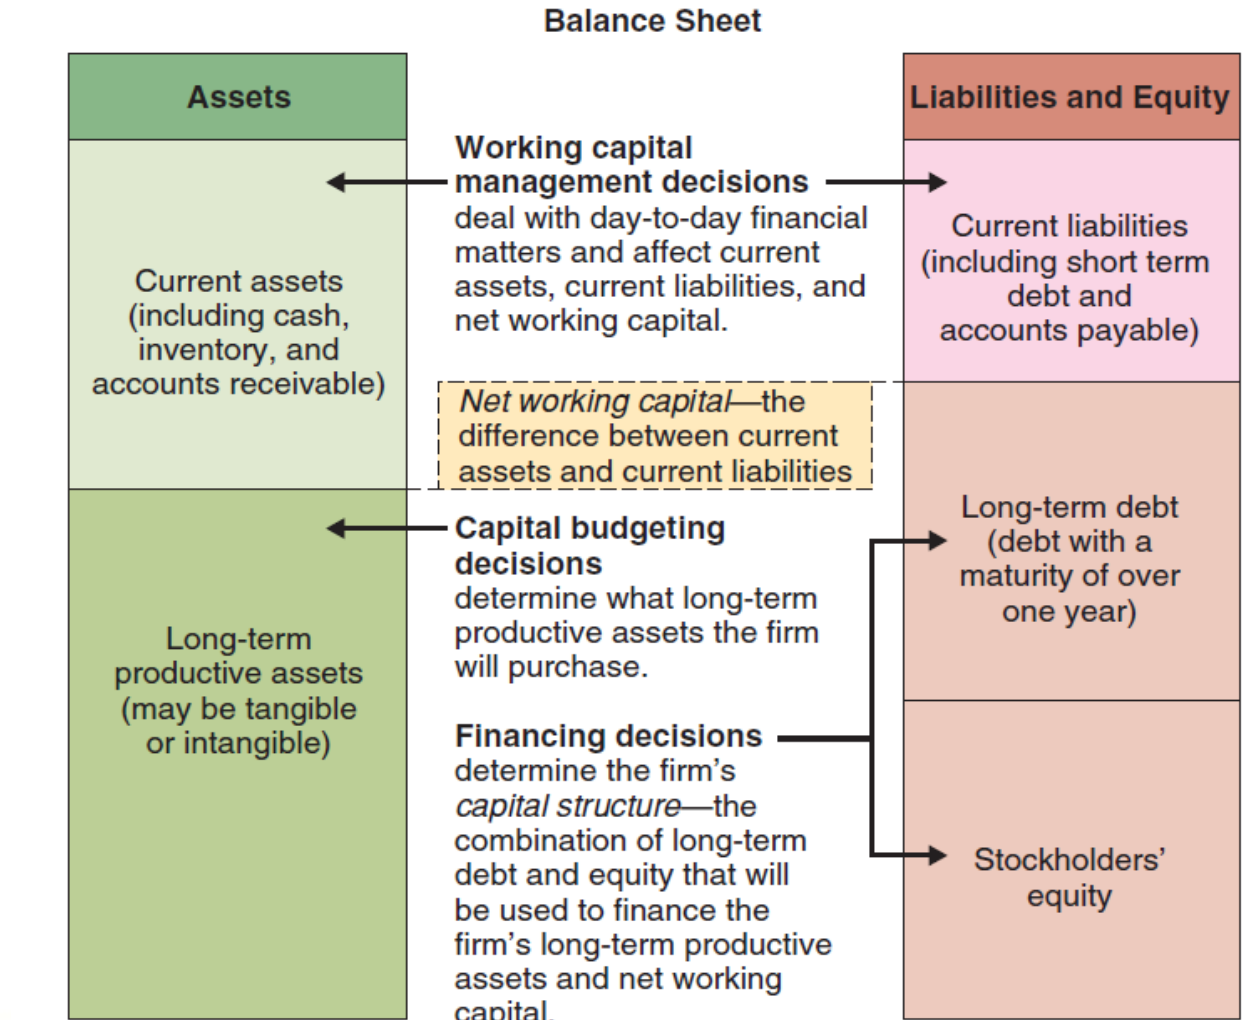 Balance Sheet
Assets
Current assets
(including cash,
inventory, and
accounts receivable)
Long-term
productive assets
(may be tangible
or intangible)
Working capital
management decisions
deal with day-to-day financial
matters and affect current
assets, current liabilities, and
net working capital.
Net working capital—the
difference between current
assets and current liabilities
Capital budgeting
decisions
determine what long-term
productive assets the firm
will purchase.
Financing decisions
determine the firm's
capital structure—the
combination of long-term
debt and equity that will
be used to finance the
firm's long-term productive
assets and net working
capital.
Liabilities and Equity
Current liabilities
(including short term
debt and
accounts payable)
Long-term debt
(debt with a
maturity of over
one year)
Stockholders'
equity